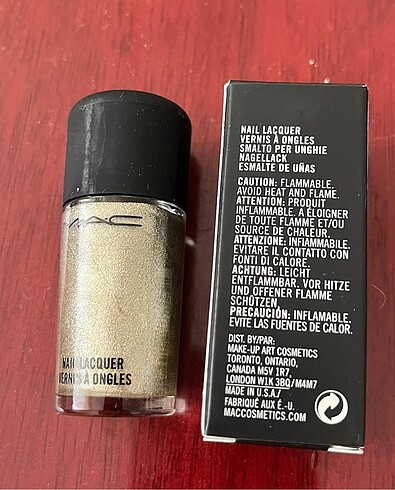 MAC
NAIL LACQUER
VERNIS À ONGLES
NAIL LACQUER
VERNIS À ONGLES
SMALTO PER UNGHIE
NAGELLACK
ESMALTE DE UÑAS
CAUTION: FLAMMABLE.
AVOID HEAT AND FLAME.
ATTENTION: PRODUIT
INFLAMMABLE. A ÉLOIGNER
DE TOUTE FLAMME ET/OU
SOURCE DE CHALEUR.
ATTENZIONE: INFIAMMABILE.
EVITARE IL CONTATTO CON
FONTI DI CALORE.
ACHTUNG: LEICHT
ENTFLAMMBAR. VOR HITZE
UND OFFENER FLAMME
SCHÜTZEN.
PRECAUCIÓN: INFLAMABLE.
EVITE LAS FUENTES DE CALOR.
DIST. BY/PAR:
MAKE-UP ART COSMETICS
TORONTO, ONTARIO,
CANADA M5V 1R7,
LONDON W1K 3BQ/M4M7
MADE IN U.S.A./
FABRIQUÉ AUX É.-U.
MACCOSMETICS.COM